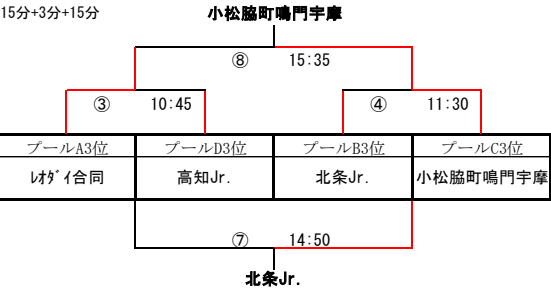 15分+3分+15分
小松脇町鳴門宇摩
⑧ 15:35
③ 10:45 ④ 11:30
プールA3位 プールD3位 プールB3位 プールC3位
ﾚｵﾀﾞｲ合同 高知Jr. 北条Jr. 小松脇町鳴門宇摩
⑦ 14:50
北条Jr.